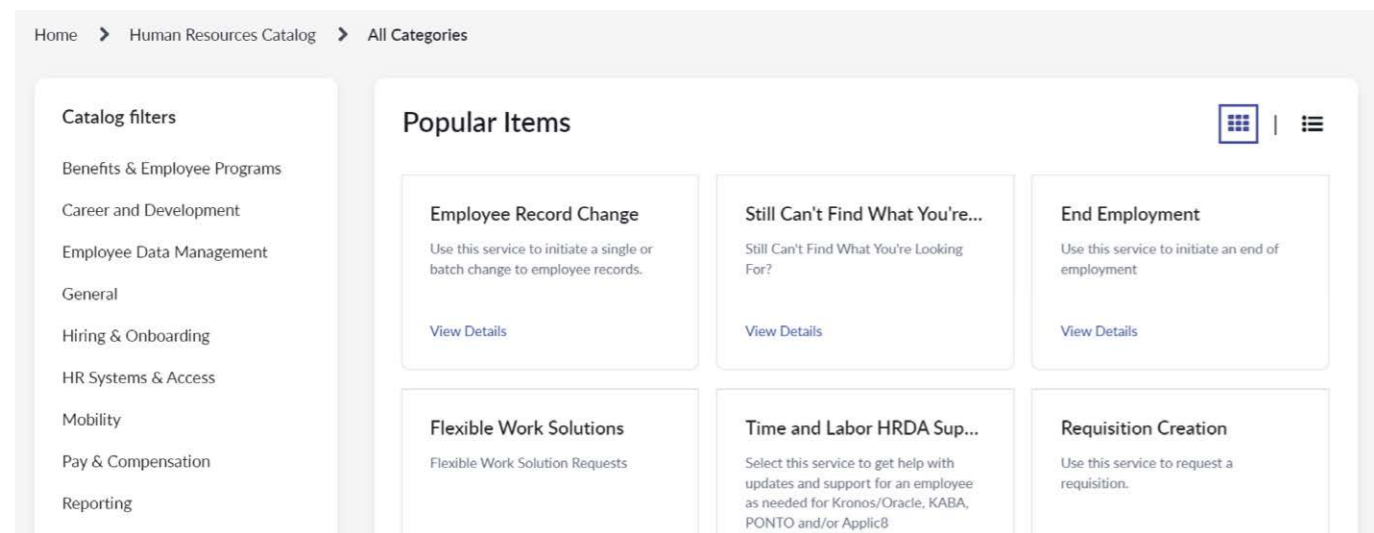 Home > Human Resources Catalog > All Categories
Catalog filters
Benefits & Employee Programs
Career and Development
Employee Data Management
General
Hiring & Onboarding
HR Systems & Access
Mobility
Pay & Compensation
Reporting
Popular Items
|
Employee Record Change
Use this service to initiate a single or
batch change to employee records.
View Details
Still Can't Find What You're...
Still Can't Find What You're Looking
For?
View Details
End Employment
Use this service to initiate an end of
employment
View Details
Flexible Work Solutions
Flexible Work Solution Requests
Time and Labor HRDA Sup...
Select this service to get help with
updates and support for an employee
as needed for Kronos/Oracle, KABA,
PONTO and/or Applic8
Requisition Creation
Use this service to request a
requisition.